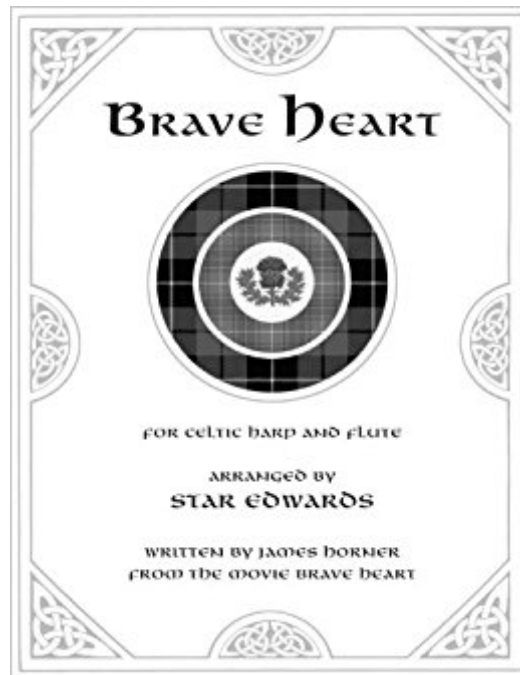 Brave Heart
for Celtic Harp and Flute
arranged by
Star Edwards
written by James Horner
from the movie Brave Heart